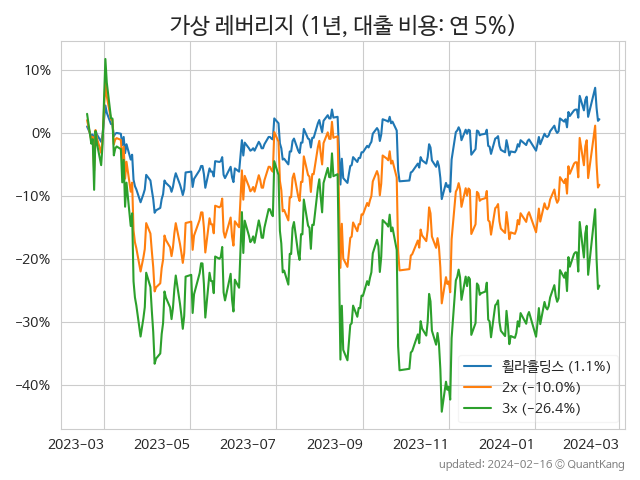 가상 레버리지 (1년, 대출 비용: 연 5%)
10%
0%
−10%
−20%
−30%
−40%
휠라홀딩스 (1.1%)
2x (−10.0%)
3x (−26.4%)
2023−03 2023−05 2023−07 2023−09 2023−11 2024−01 2024−03
updated: 2024−02−16 © QuantKang